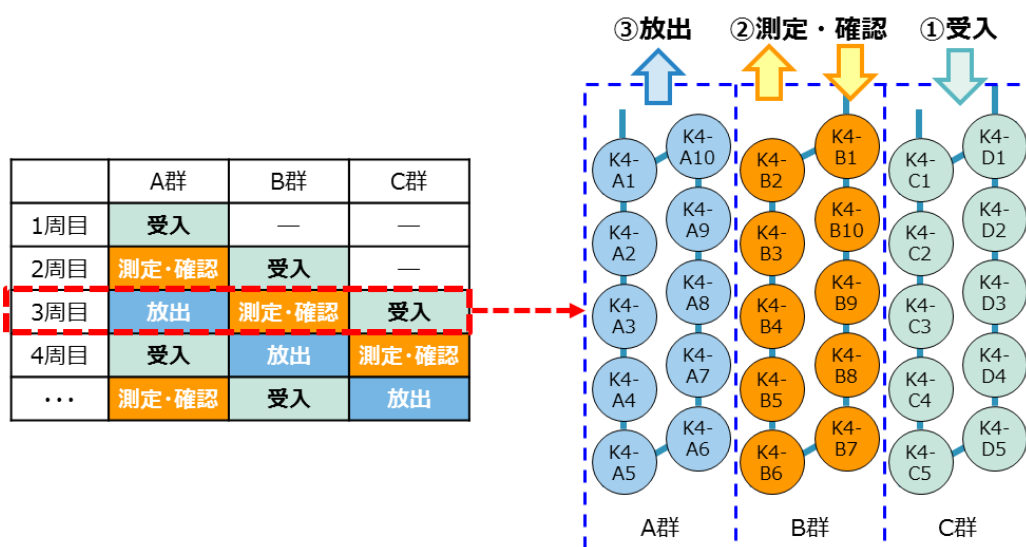 ③放出 ②測定・確認 ①受入
A群 B群 C群
1周目 受入 — —
2周目 測定・確認 受入 —
3周目 放出 測定・確認 受入
4周目 受入 放出 測定・確認
・・・ 測定・確認 受入 放出
K4-
A1
K4-
A2
K4-
A3
K4-
A4
K4-
A5
K4-
A10
K4-
A9
K4-
A8
K4-
A7
K4-
A6
K4-
B2
K4-
B3
K4-
B4
K4-
B5
K4-
B6
K4-
B1
K4-
B10
K4-
B9
K4-
B8
K4-
B7
K4-
C1
K4-
C2
K4-
C3
K4-
C4
K4-
C5
K4-
D1
K4-
D2
K4-
D3
K4-
D4
K4-
D5
A群 B群 C群